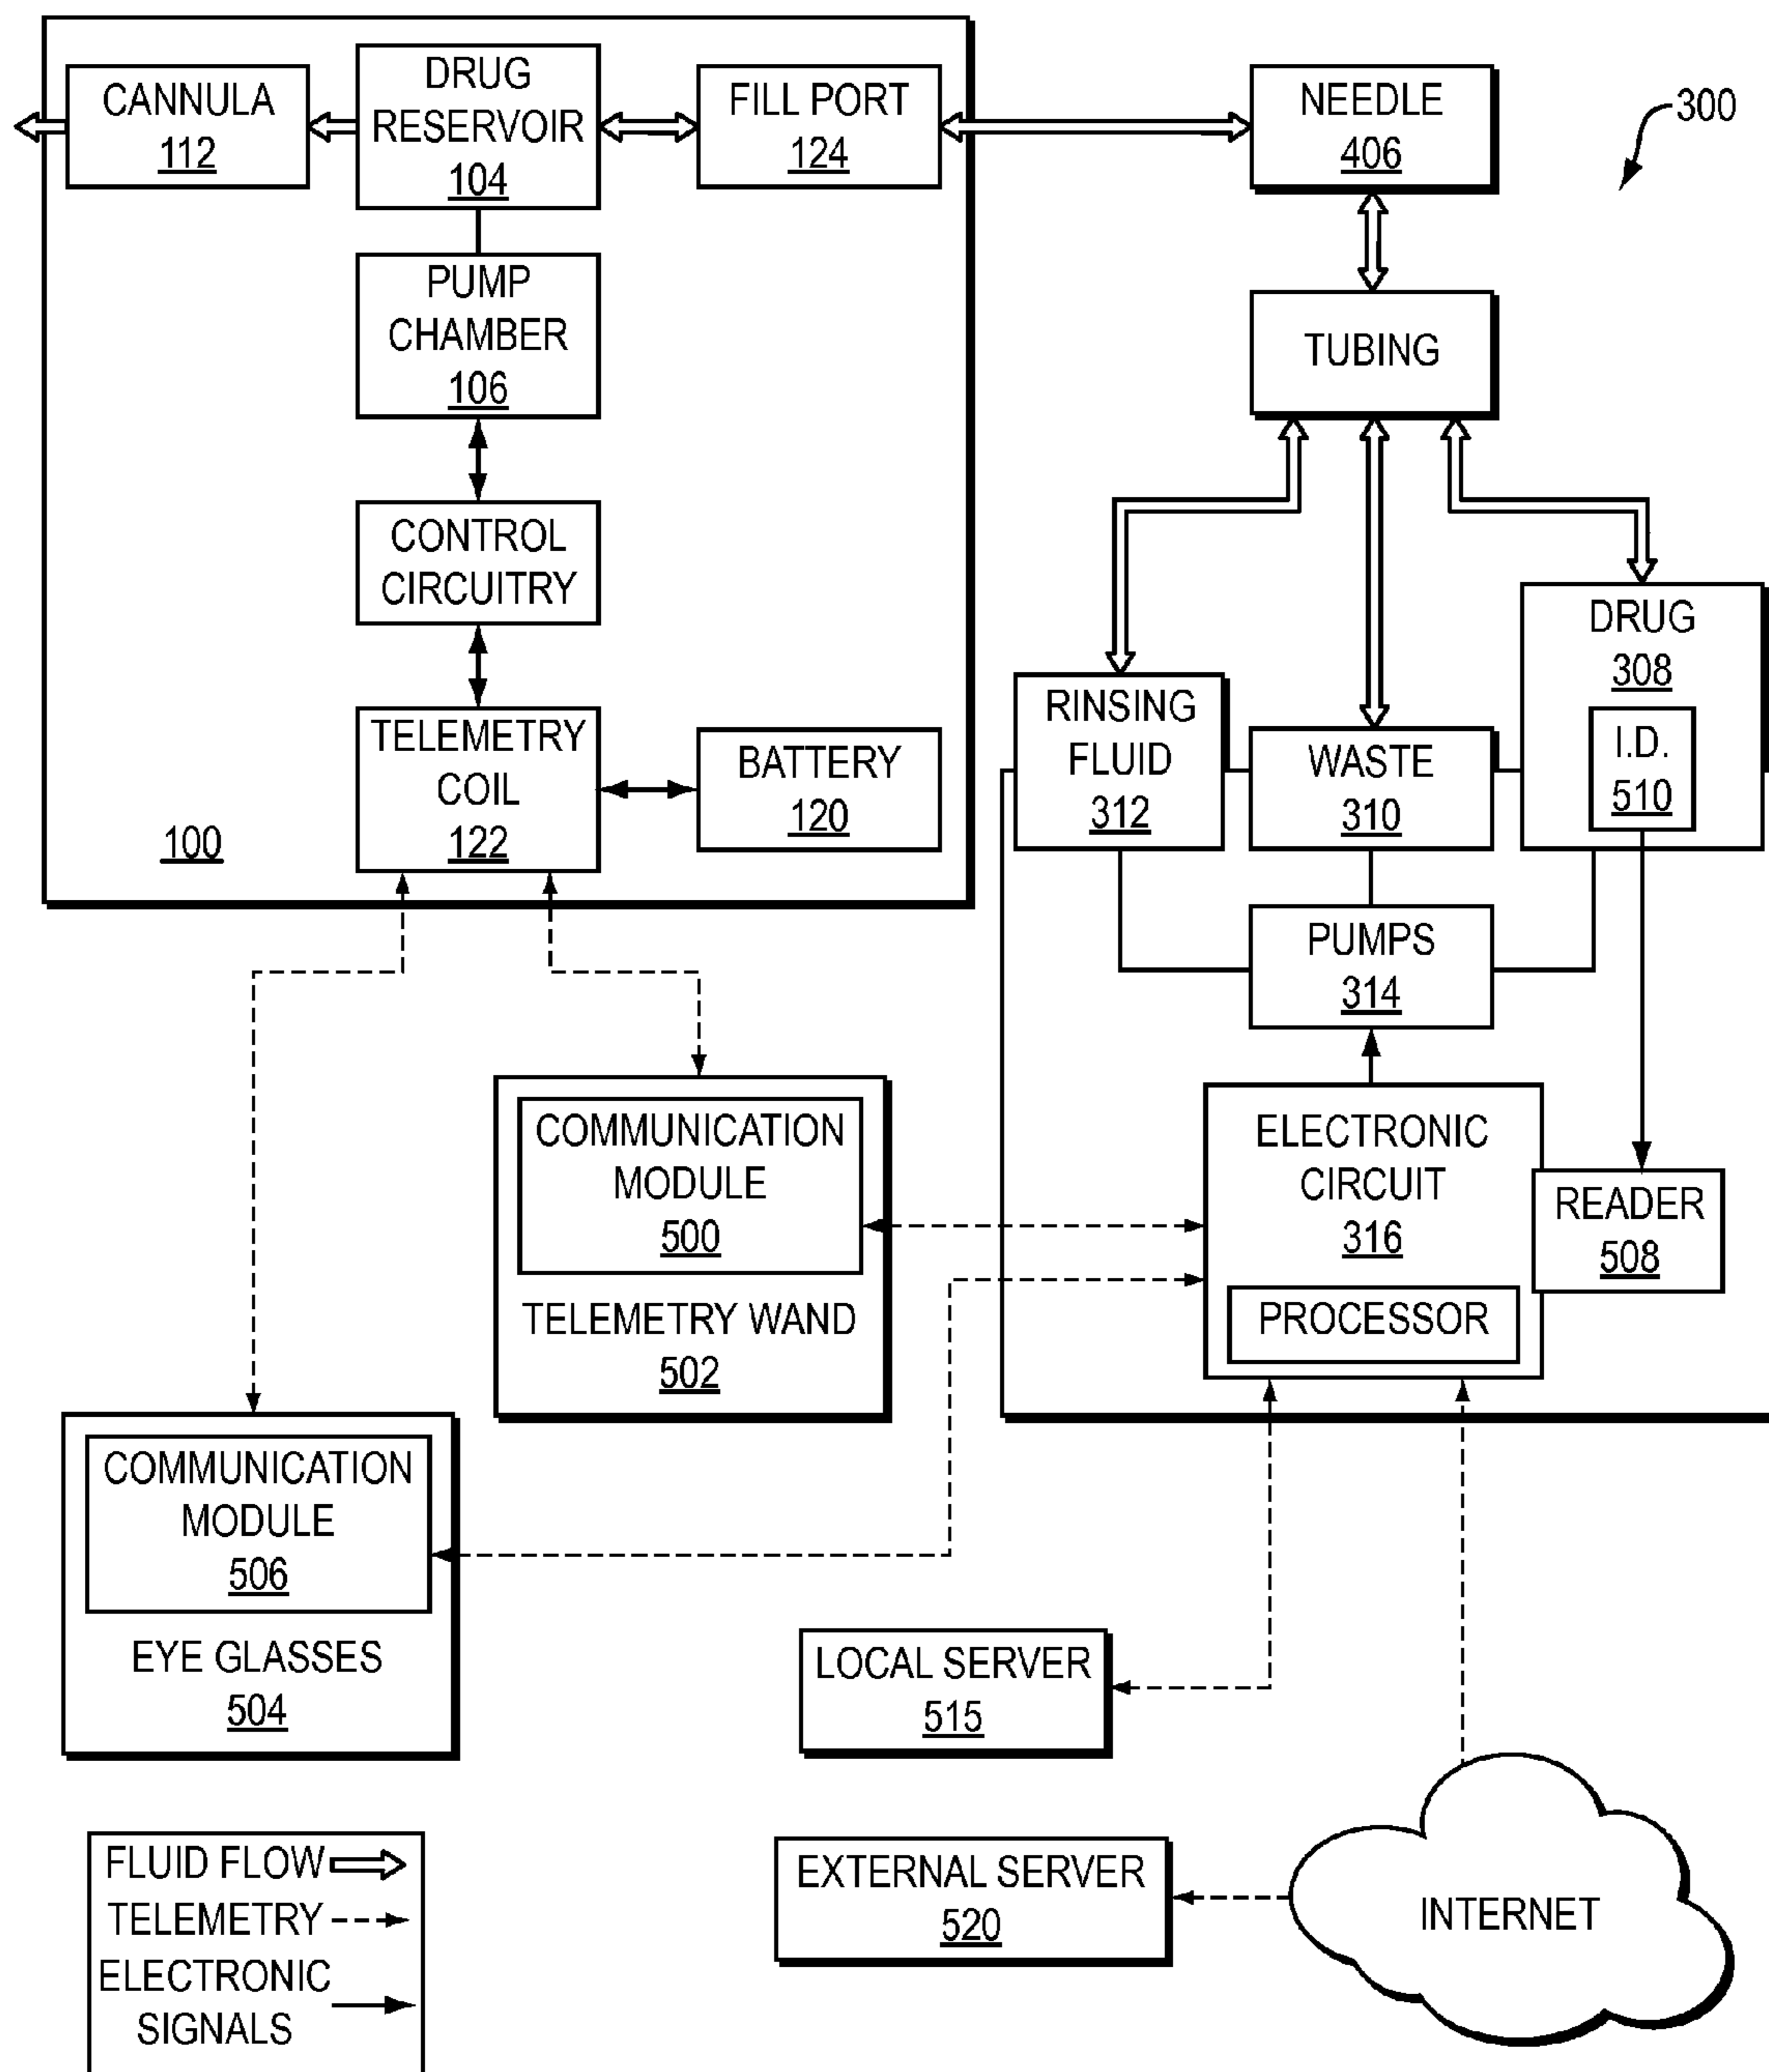 CANNULA
112
DRUG
RESERVOIR
104
FILL PORT
124
NEEDLE
406
300
PUMP
CHAMBER
106
TUBING
CONTROL
CIRCUITRY
TELEMETRY
COIL
122
BATTERY
120
100
RINSING
FLUID
312
WASTE
310
DRUG
308
I.D.
510
PUMPS
314
COMMUNICATION
MODULE
500
TELEMETRY WAND
502
ELECTRONIC
CIRCUIT
316
PROCESSOR
READER
508
COMMUNICATION
MODULE
506
EYE GLASSES
504
LOCAL SERVER
515
EXTERNAL SERVER
520
INTERNET
FLUID FLOW
TELEMETRY
ELECTRONIC
SIGNALS